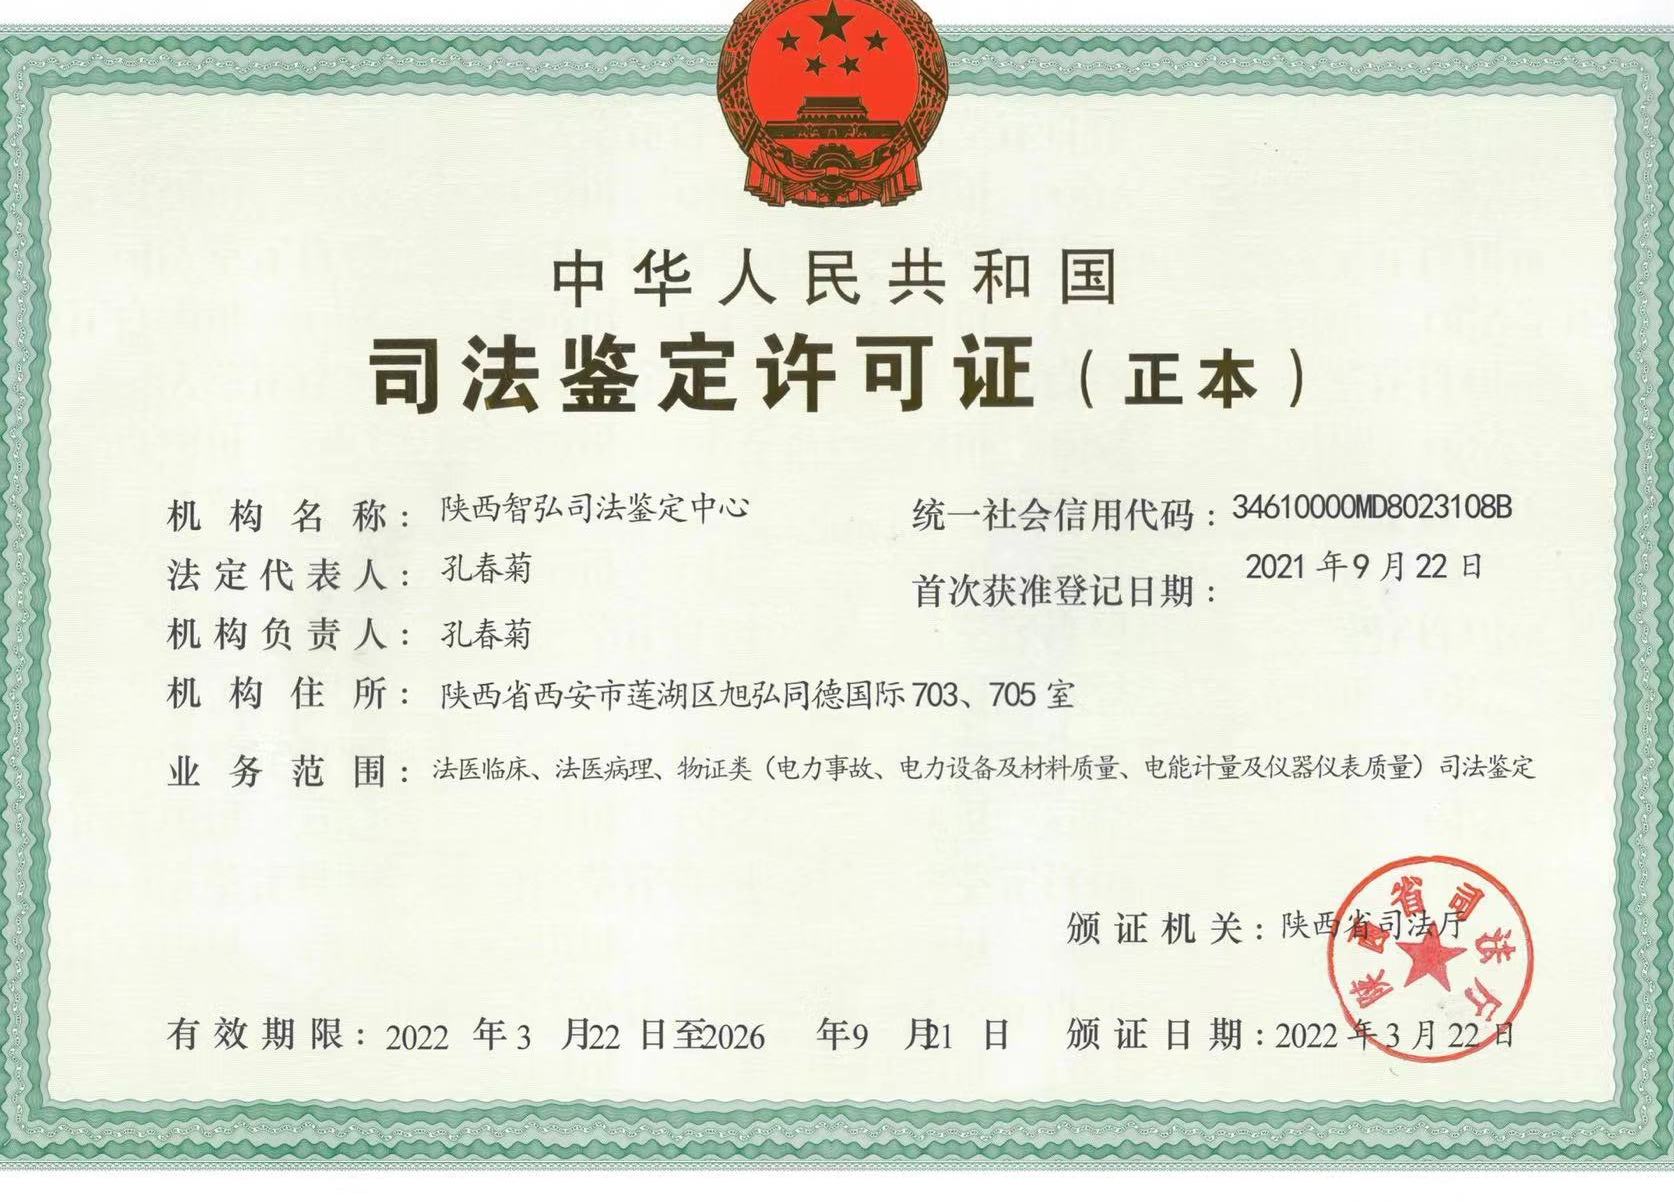 中华人民共和国
司法鉴定许可证（正本）
机构名称：陕西智弘司法鉴定中心
统一社会信用代码：34610000MD8023108B
法定代表人：孔春菊
首次获准登记日期：2021年9月22日
机构负责人：孔春菊
机构住所：陕西省西安市莲湖区旭弘同德国际703、705室
业务范围：法医临床、法医病理、物证类（电力事故、电力设备及材料质量、电能计量及仪器仪表质量）司法鉴定
颁证机关：陕西省司法厅
陕西省司法厅
有效期限：2022年3月22日至2026年9月21日
颁证日期：2022年3月22日